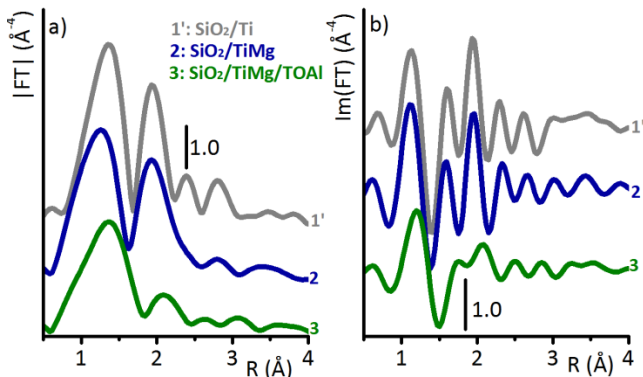 a)
1': SiO₂/Ti
2: SiO₂/TiMg
3: SiO₂/TiMg/TOAl
|FT| (Å⁻⁴)
1.0
1'
2
3
1 2 3 4
R (Å)
b)
Im(FT) (Å⁻⁴)
1'
2
3
1.0
1 2 3 4
R (Å)